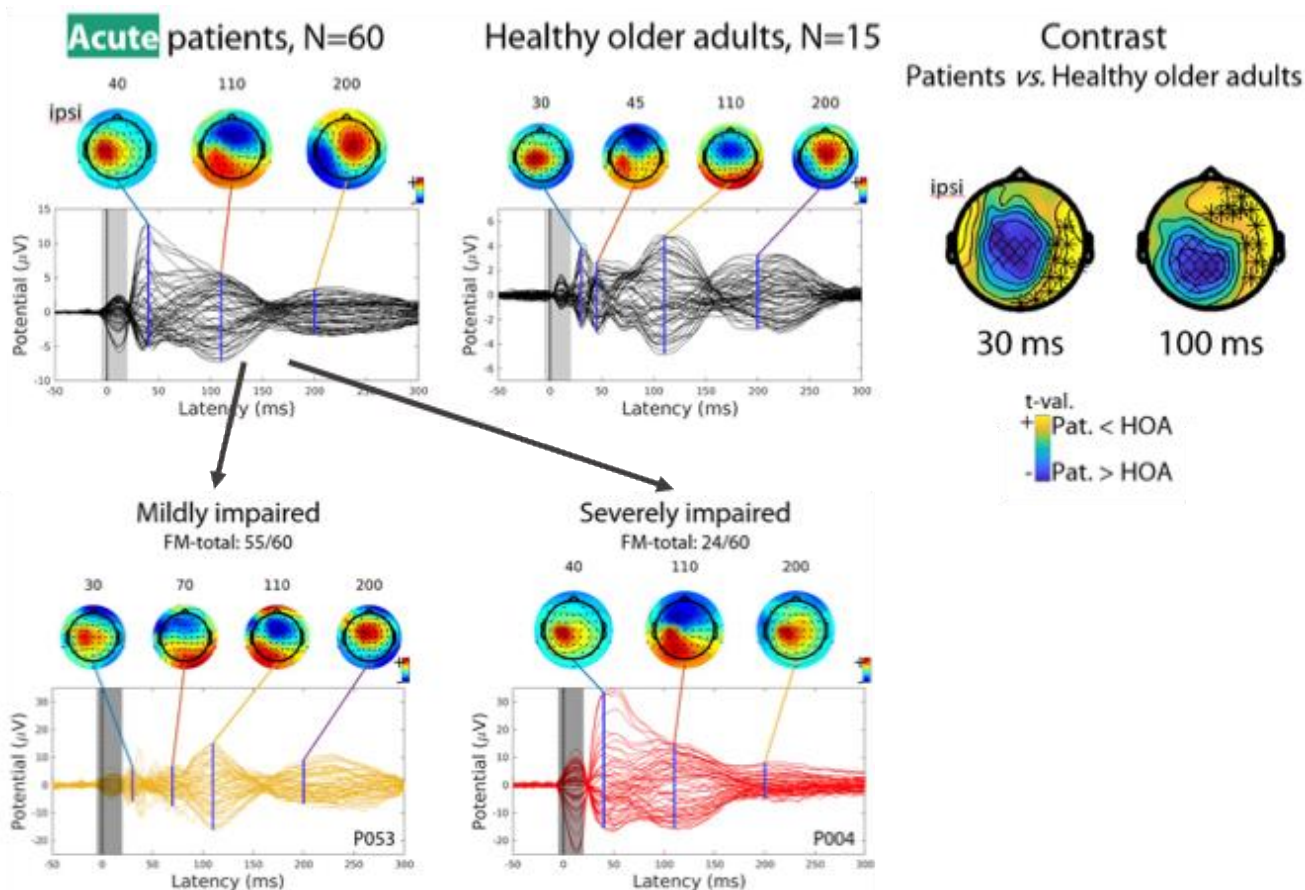 Acute patients, N=60
40 110 200
ipsi
+
-
15
10
5
0
-5
-10
Potential (μV)
-50 0 50 100 150 200 250 300
Latency (ms)
Healthy older adults, N=15
30 45 110 200
+
-
6
4
2
0
-2
-4
-6
Potential (μV)
-50 0 50 100 150 200 250 300
Latency (ms)
Contrast
Patients vs. Healthy older adults
ipsi
30 ms 100 ms
t-val.
+ Pat. < HOA
- Pat. > HOA
Mildly impaired
FM-total: 55/60
30 70 110 200
+
-
30
20
10
0
-10
-20
Potential (μV)
P053
-50 0 50 100 150 200 250 300
Latency (ms)
Severely impaired
FM-total: 24/60
40 110 200
+
-
30
20
10
0
-10
-20
Potential (μV)
P004
-50 0 50 100 150 200 250 300
Latency (ms)